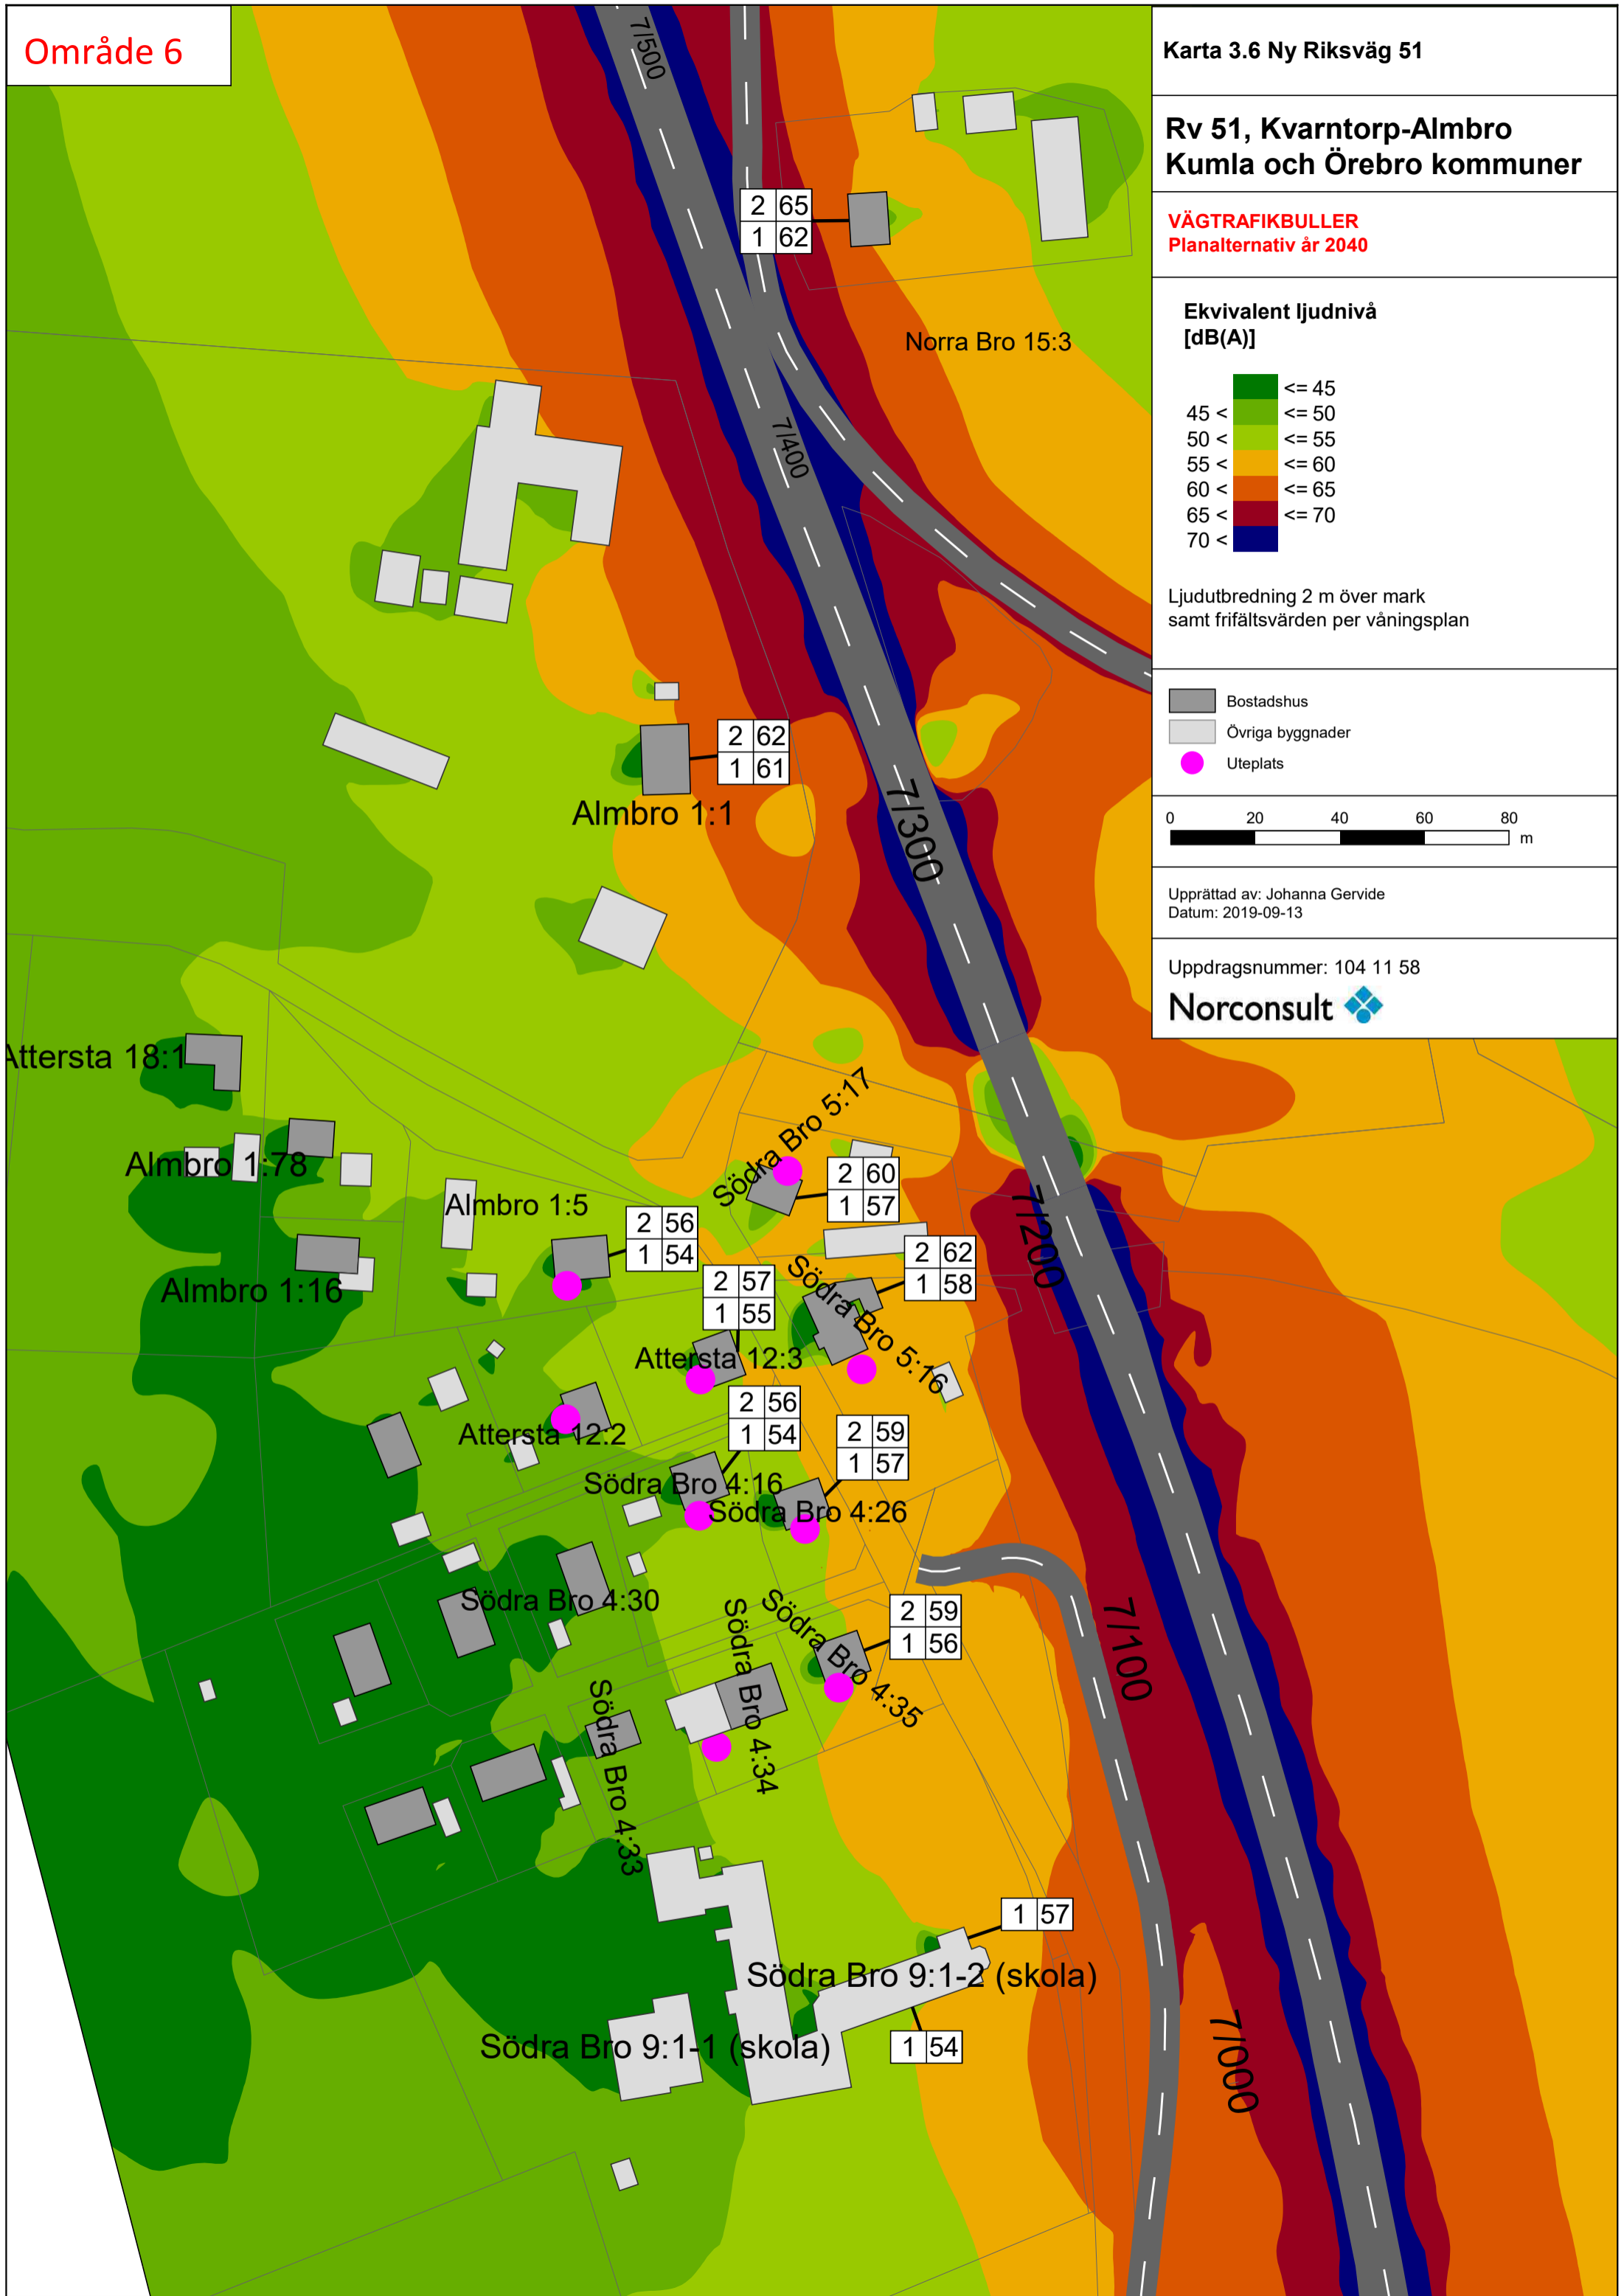 Område 6
Karta 3.6 Ny Riksväg 51
Rv 51, Kvarntorp-Almbro
Kumla och Örebro kommuner
VÄGTRAFIKBULLER
Planalternativ år 2040
Ekvivalent ljudnivå
[dB(A)]
<= 45
45 < <= 50
50 < <= 55
55 < <= 60
60 < <= 65
65 < <= 70
70 <
Ljudutbredning 2 m över mark
samt frifältsvärden per våningsplan
Bostadshus
Övriga byggnader
Uteplats
0 20 40 60 80
m
Upprättad av: Johanna Gervide
Datum: 2019-09-13
Uppdragsnummer: 104 11 58
Norconsult
7/500
2 65
1 62
Norra Bro 15:3
7/400
2 62
1 61
Almbro 1:1
7/300
Attersta 18:1
Södra Bro 5:17
Almbro 1:78
2 60
1 57
Almbro 1:5
2 56
1 54
7/200
2 62
1 58
Almbro 1:16
2 57
1 55
Södra Bro 5:16
Attersta 12:3
2 56
1 54
Attersta 12:2
2 59
1 57
Södra Bro 4:16
Södra Bro 4:26
Södra Bro 4:30
2 59
1 56
7/100
Södra Bro 4:35
Södra Bro 4:34
Södra Bro 4:33
1 57
Södra Bro 9:1-2 (skola)
Södra Bro 9:1-1 (skola)
1 54
7/000